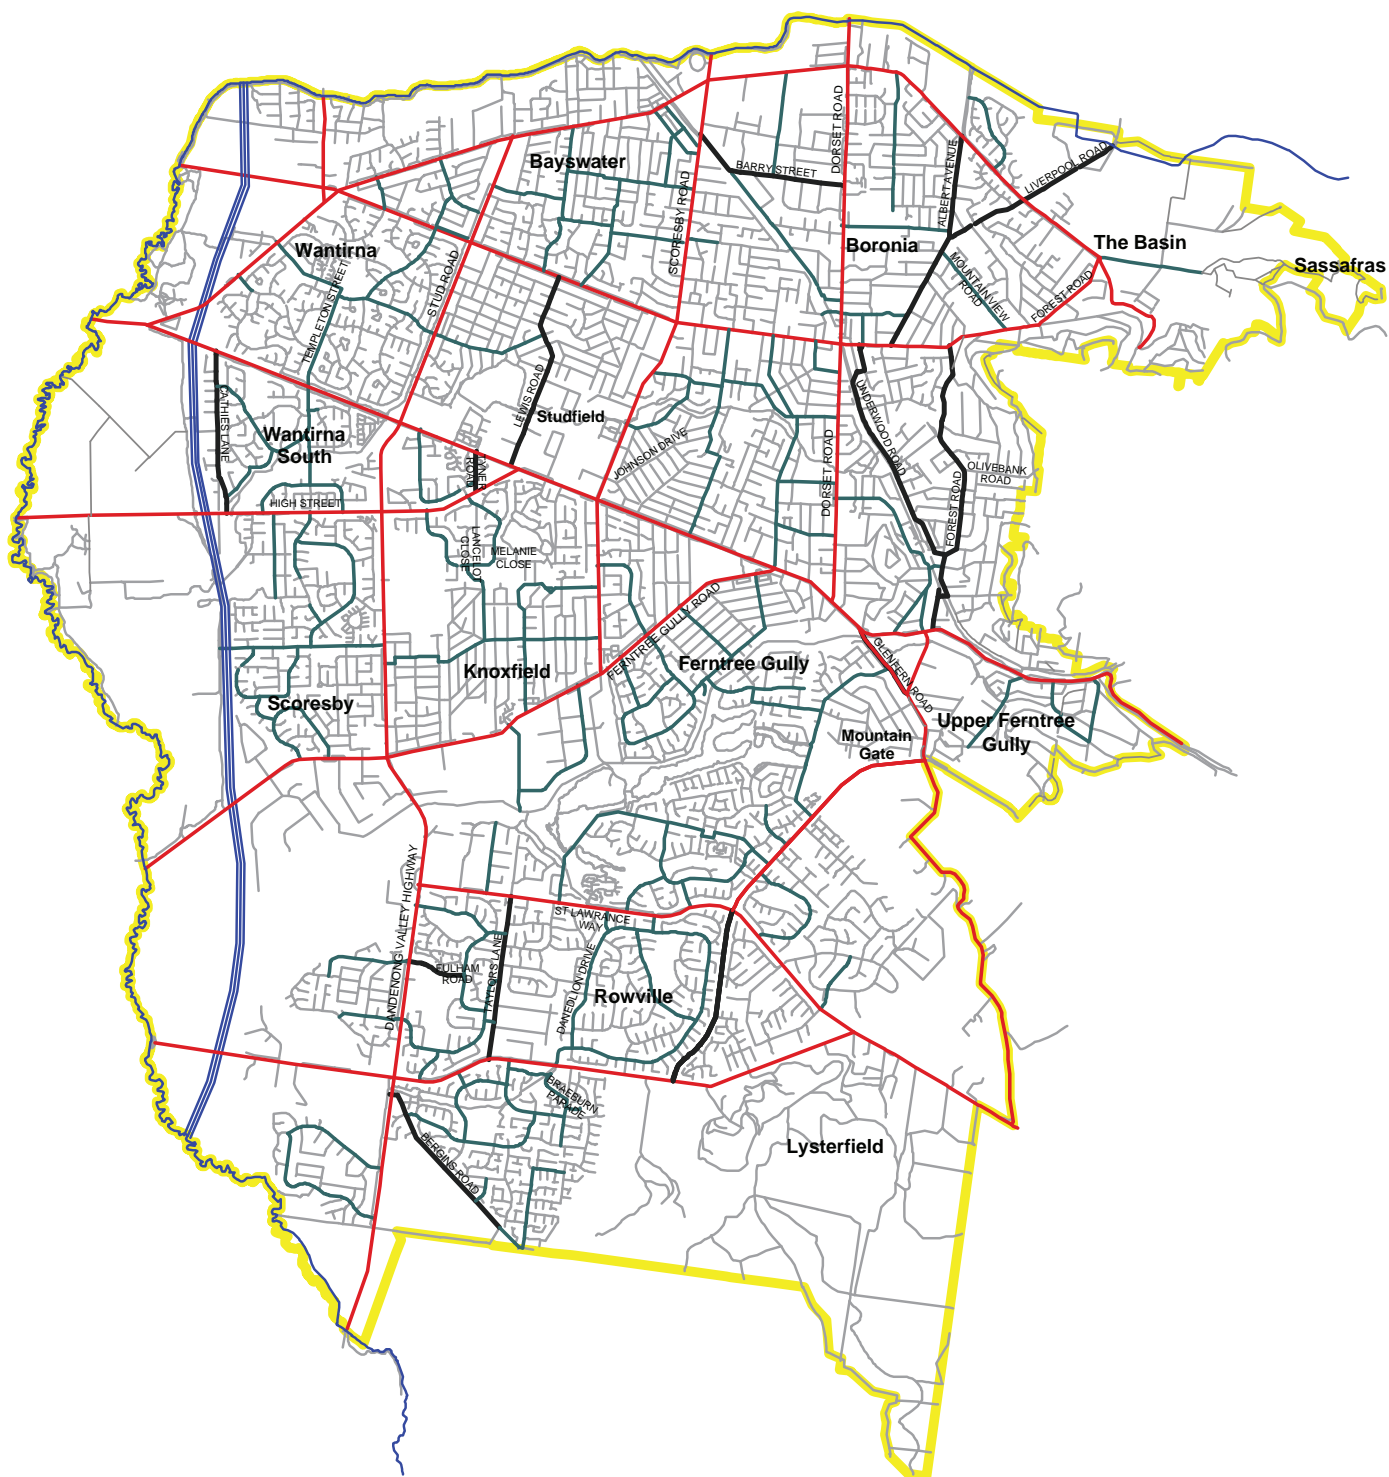 DORSET ROAD
Bayswater
BARRY STREET
ALBERT AVENUE
LIVERPOOL ROAD
SCORESBY ROAD
Wantirna
Boronia
The Basin
Sassafras
STUD ROAD
TEMPLETON STREET
MOUNTAINVIEW
ROAD
FOREST ROAD
CATHIES LANE
LEWIS ROAD
Studfield
UNDERWOOD ROAD
Wantirna
South
JOHNSON DRIVE
TYNER
ROAD
DORSET ROAD
OLIVEBANK
ROAD
HIGH STREET
FOREST ROAD
LANCELOT
CLOSE
MELANIE
CLOSE
FERNTREE GULLY ROAD
Knoxfield
Ferntree Gully
GLENFERN ROAD
Scoresby
Upper Ferntree
Gully
Mountain
Gate
DANDENONG VALLEY HIGHWAY
ST LAWRANCE
WAY
FULHAM
ROAD
TAYLORS LANE
DANEDLION DRIVE
Rowville
BRAEBURN
PARADE
BERGINS ROAD
Lysterfield